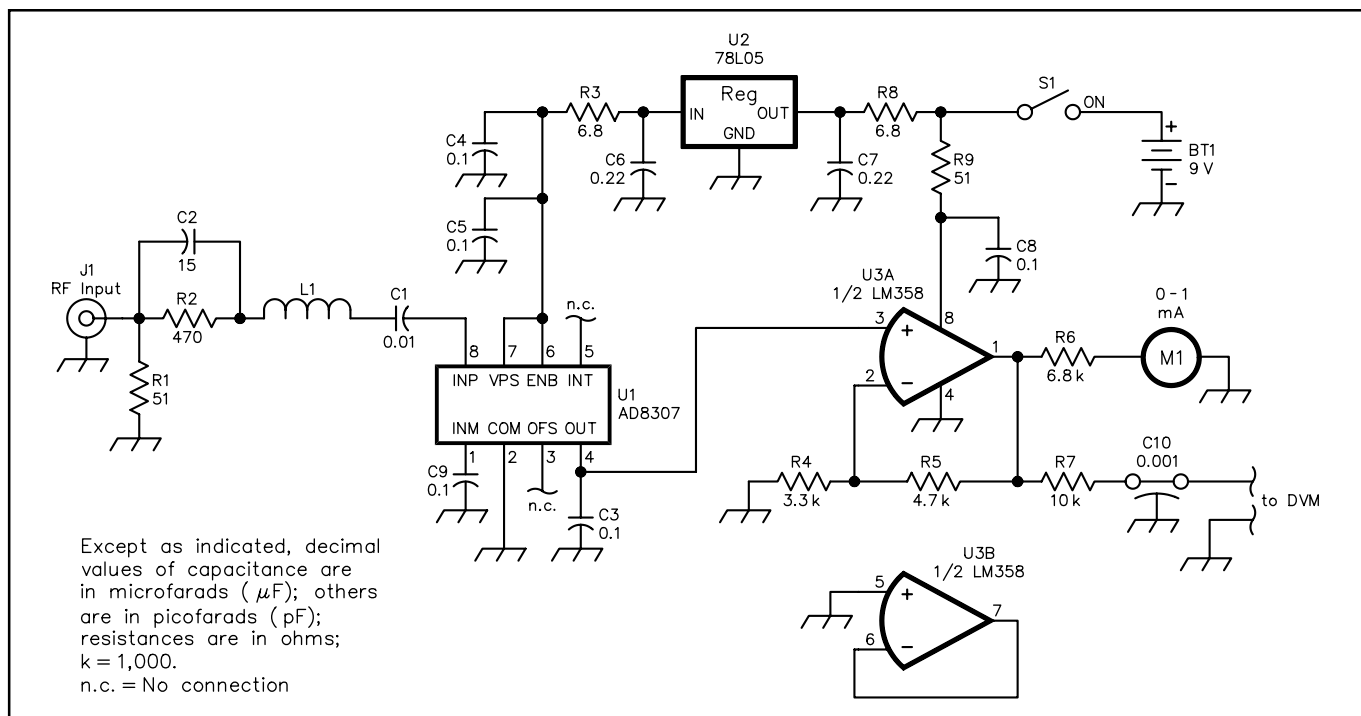 U2
78L05
Reg
IN
OUT
GND
R3
6.8
R8
6.8
S1
ON
+
BT1
9 V
−
C4
0.1
C6
0.22
C7
0.22
R9
51
C5
0.1
C8
0.1
C2
15
J1
RF Input
R2
470
L1
C1
0.01
R1
51
n.c.
8
7
6
5
INP
VPS
ENB
INT
INM
COM
OFS
OUT
U1
AD8307
1
2
3
4
C9
0.1
n.c.
C3
0.1
U3A
1/2 LM358
3
+
8
1
2
−
4
R6
6.8 k
0-1
mA
M1
R4
3.3 k
R5
4.7 k
R7
10 k
C10
0.001
to DVM
U3B
1/2 LM358
5
+
7
6
−
Except as indicated, decimal
values of capacitance are
in microfarads ( μF); others
are in picofarads ( pF);
resistances are in ohms;
k = 1,000.
n.c. = No connection